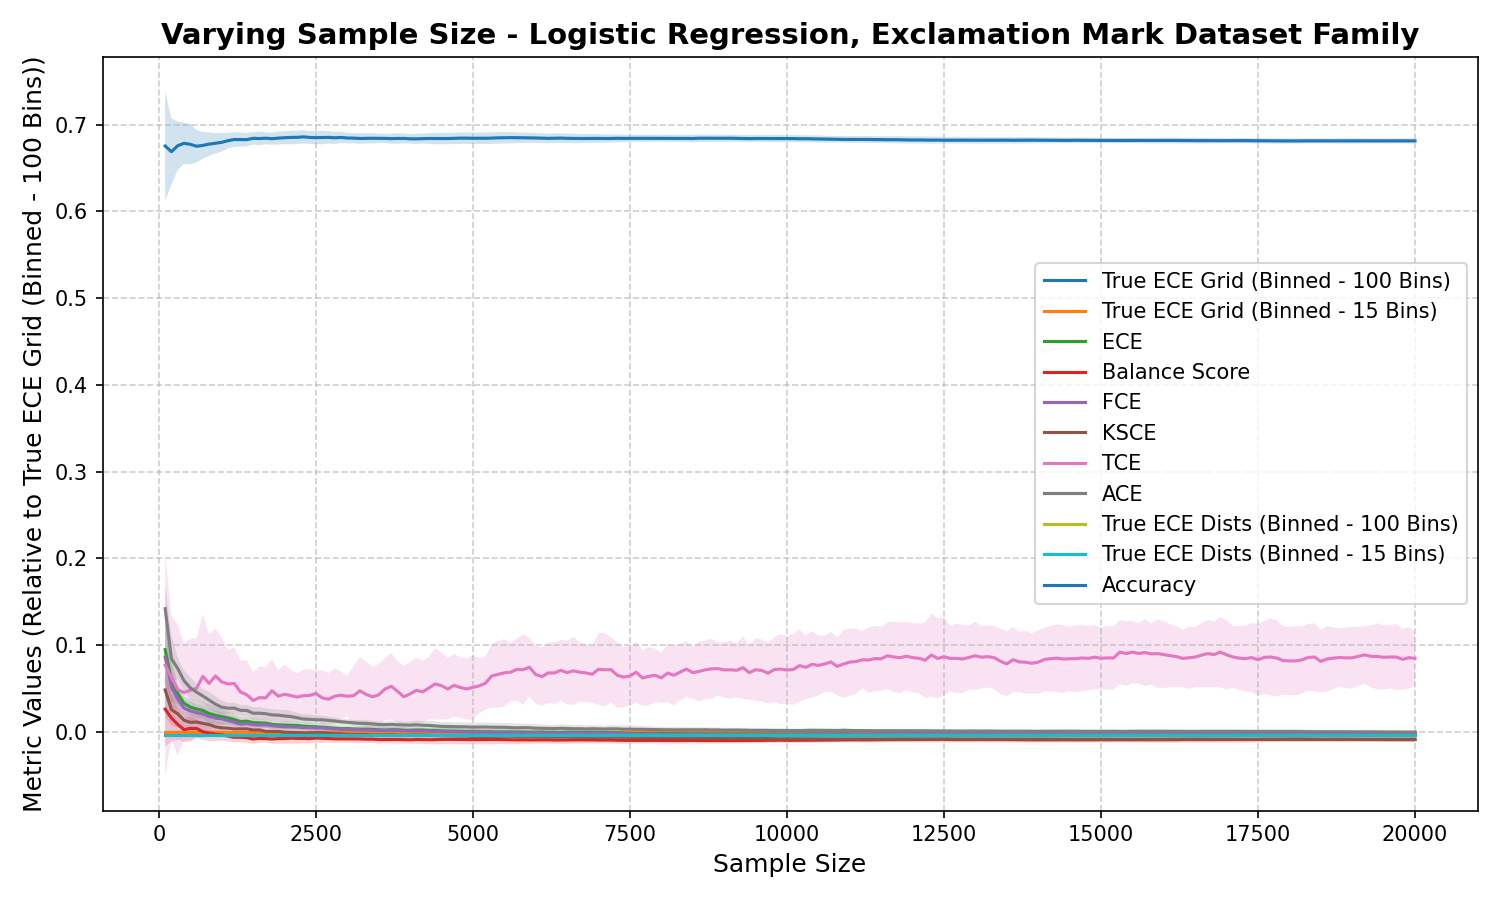 Varying Sample Size - Logistic Regression, Exclamation Mark Dataset Family
Metric Values (Relative to True ECE Grid (Binned - 100 Bins))
0.7
0.6
0.5
0.4
0.3
0.2
0.1
0.0
True ECE Grid (Binned - 100 Bins)
True ECE Grid (Binned - 15 Bins)
ECE
Balance Score
FCE
KSCE
TCE
ACE
True ECE Dists (Binned - 100 Bins)
True ECE Dists (Binned - 15 Bins)
Accuracy
0 2500 5000 7500 10000 12500 15000 17500 20000
Sample Size